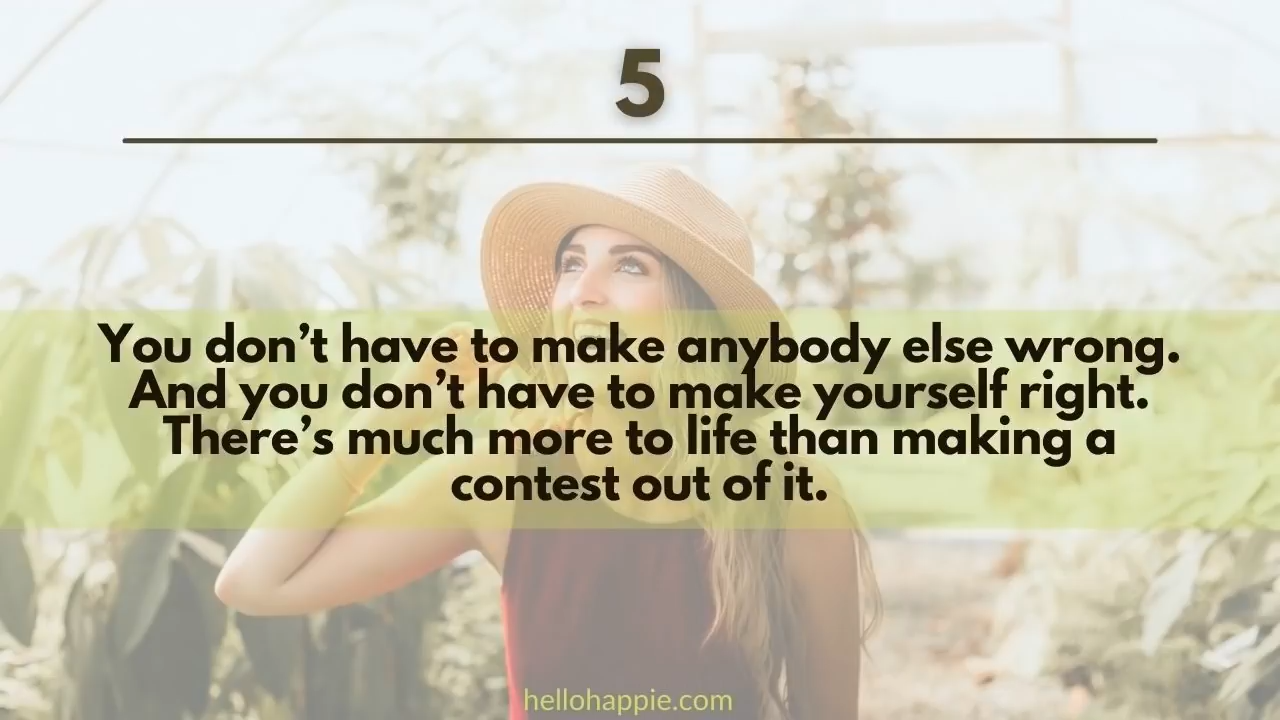 5
You don’t have to make anybody else wrong.
And you don’t have to make yourself right.
There’s much more to life than making a
contest out of it.
hellohappie.com